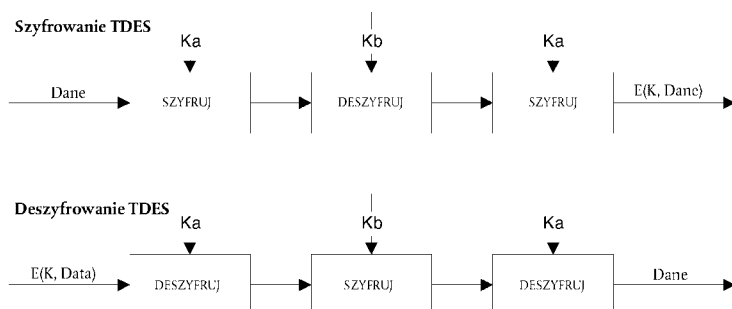 Szyfrowanie TDES
Ka Kb Ka
Dane SZYFRUJ DESZYFRUJ SZYFRUJ E(K, Dane)
Deszyfrowanie TDES
Ka Kb Ka
E(K, Data) DESZYFRUJ SZYFRUJ DESZYFRUJ Dane